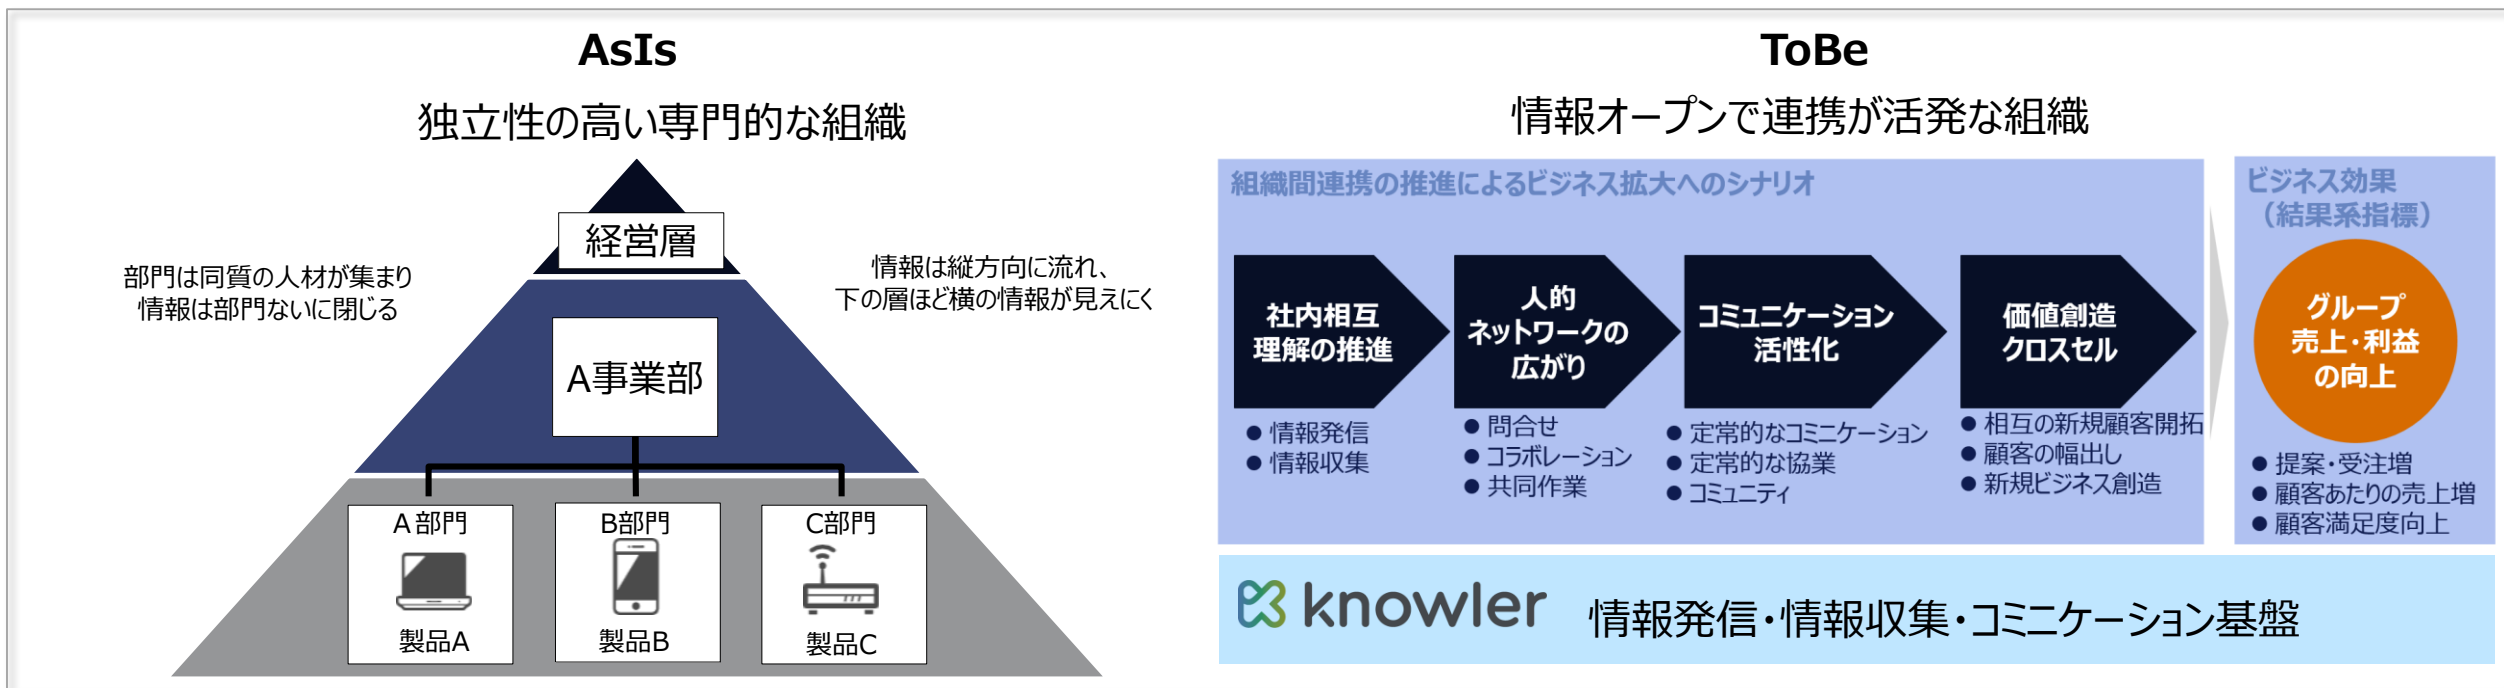 AsIs
独立性の高い専門的な組織
経営層
部門は同質の人材が集まり
情報は部門ないに閉じる
情報は縦方向に流れ、
下の層ほど横の情報が見えにく
A事業部
A 部門
製品A
B部門
製品B
C部門
製品C
ToBe
情報オープンで連携が活発な組織
組織間連携の推進によるビジネス拡大へのシナリオ
社内相互
理解の推進
● 情報発信
● 情報収集
人的
ネットワークの
広がり
● 問合せ
● コラボレーション
● 共同作業
コミュニケーション
活性化
● 定常的なコミニケーション
● 定常的な協業
● コミュニティ
価値創造
クロスセル
● 相互の新規顧客開拓
● 顧客の幅出し
● 新規ビジネス創造
ビジネス効果
（結果系指標）
グループ
売上・利益
の向上
● 提案・受注増
● 顧客あたりの売上増
● 顧客満足度向上
knowler 情報発信・情報収集・コミニケーション基盤